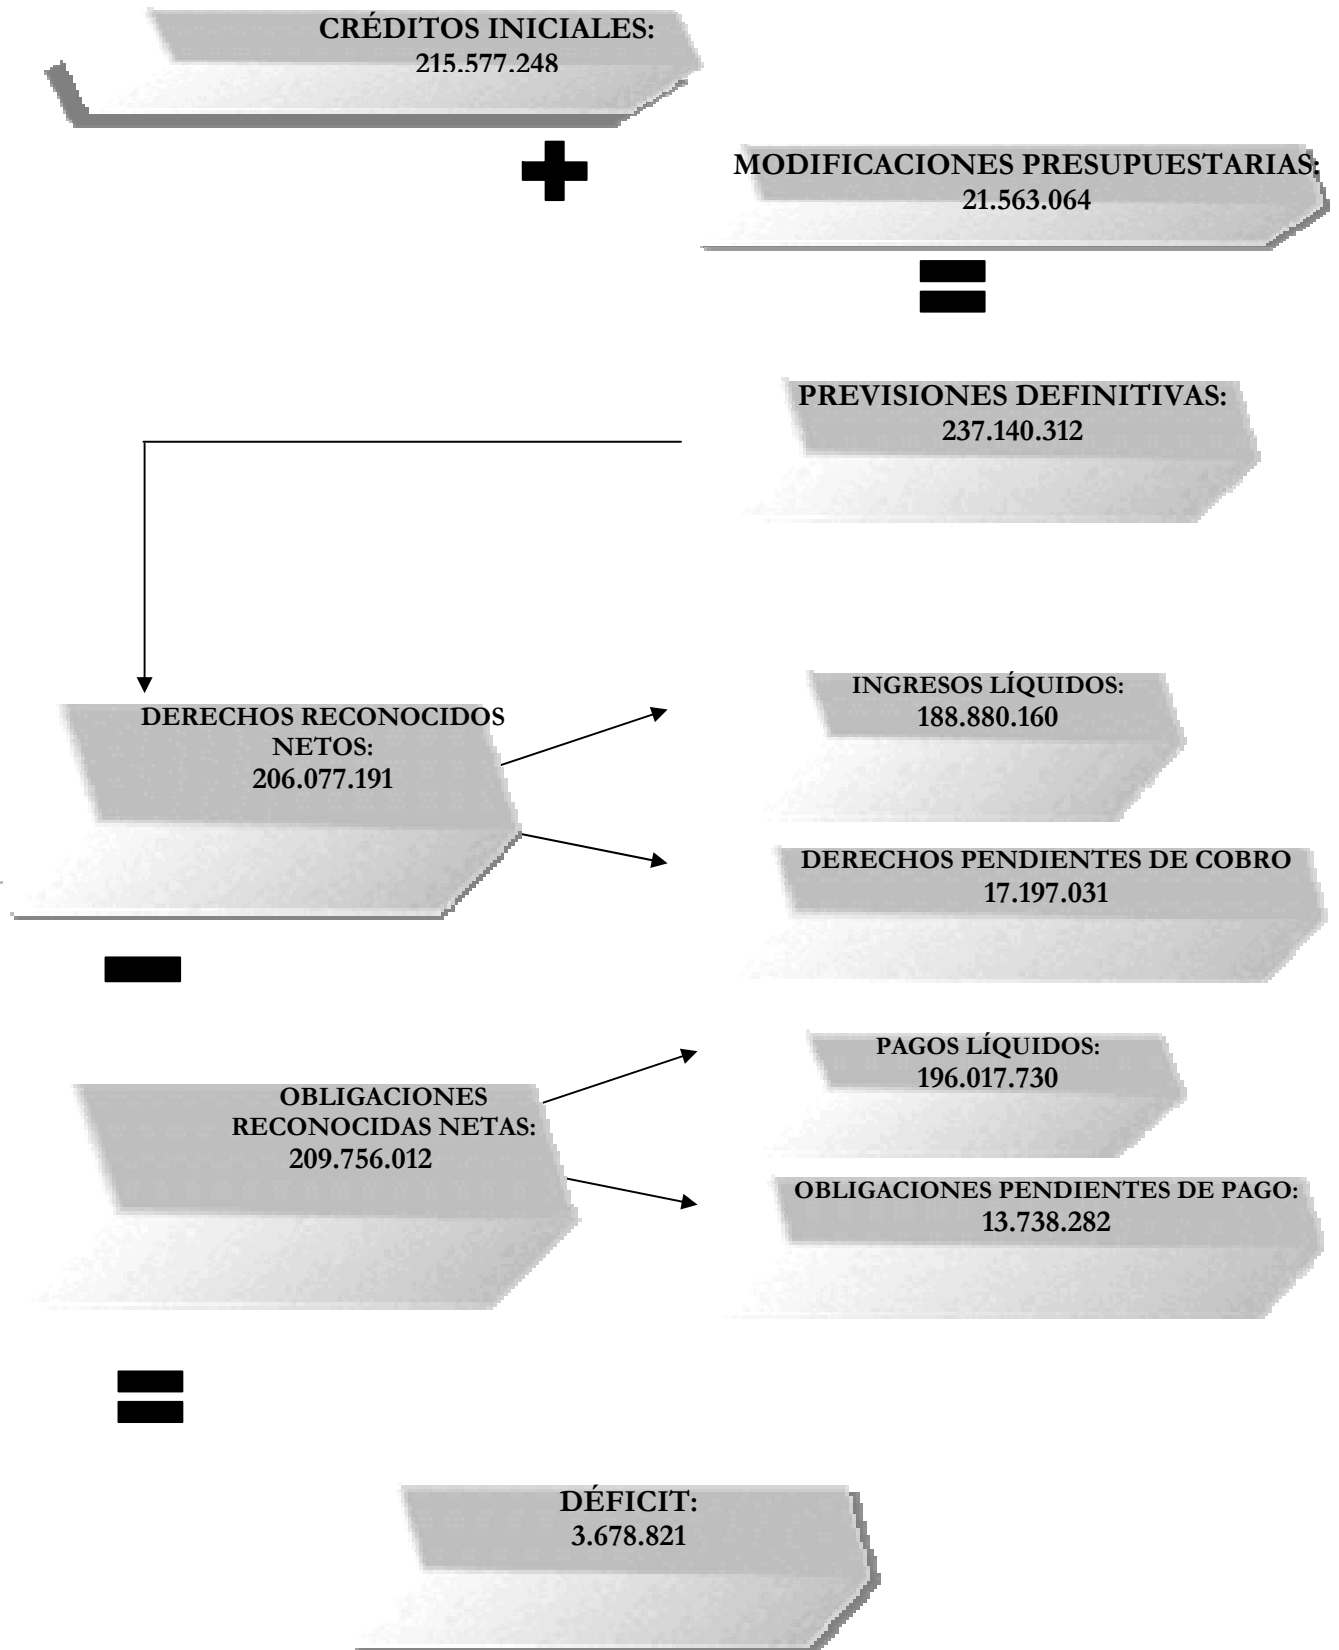 CRÉDITOS INICIALES:
215.577.248
MODIFICACIONES PRESUPUESTARIAS:
21.563.064
PREVISIONES DEFINITIVAS:
237.140.312
DERECHOS RECONOCIDOS
NETOS:
206.077.191
INGRESOS LÍQUIDOS:
188.880.160
DERECHOS PENDIENTES DE COBRO
17.197.031
OBLIGACIONES
RECONOCIDAS NETAS:
209.756.012
PAGOS LÍQUIDOS:
196.017.730
OBLIGACIONES PENDIENTES DE PAGO:
13.738.282
DÉFICIT:
3.678.821